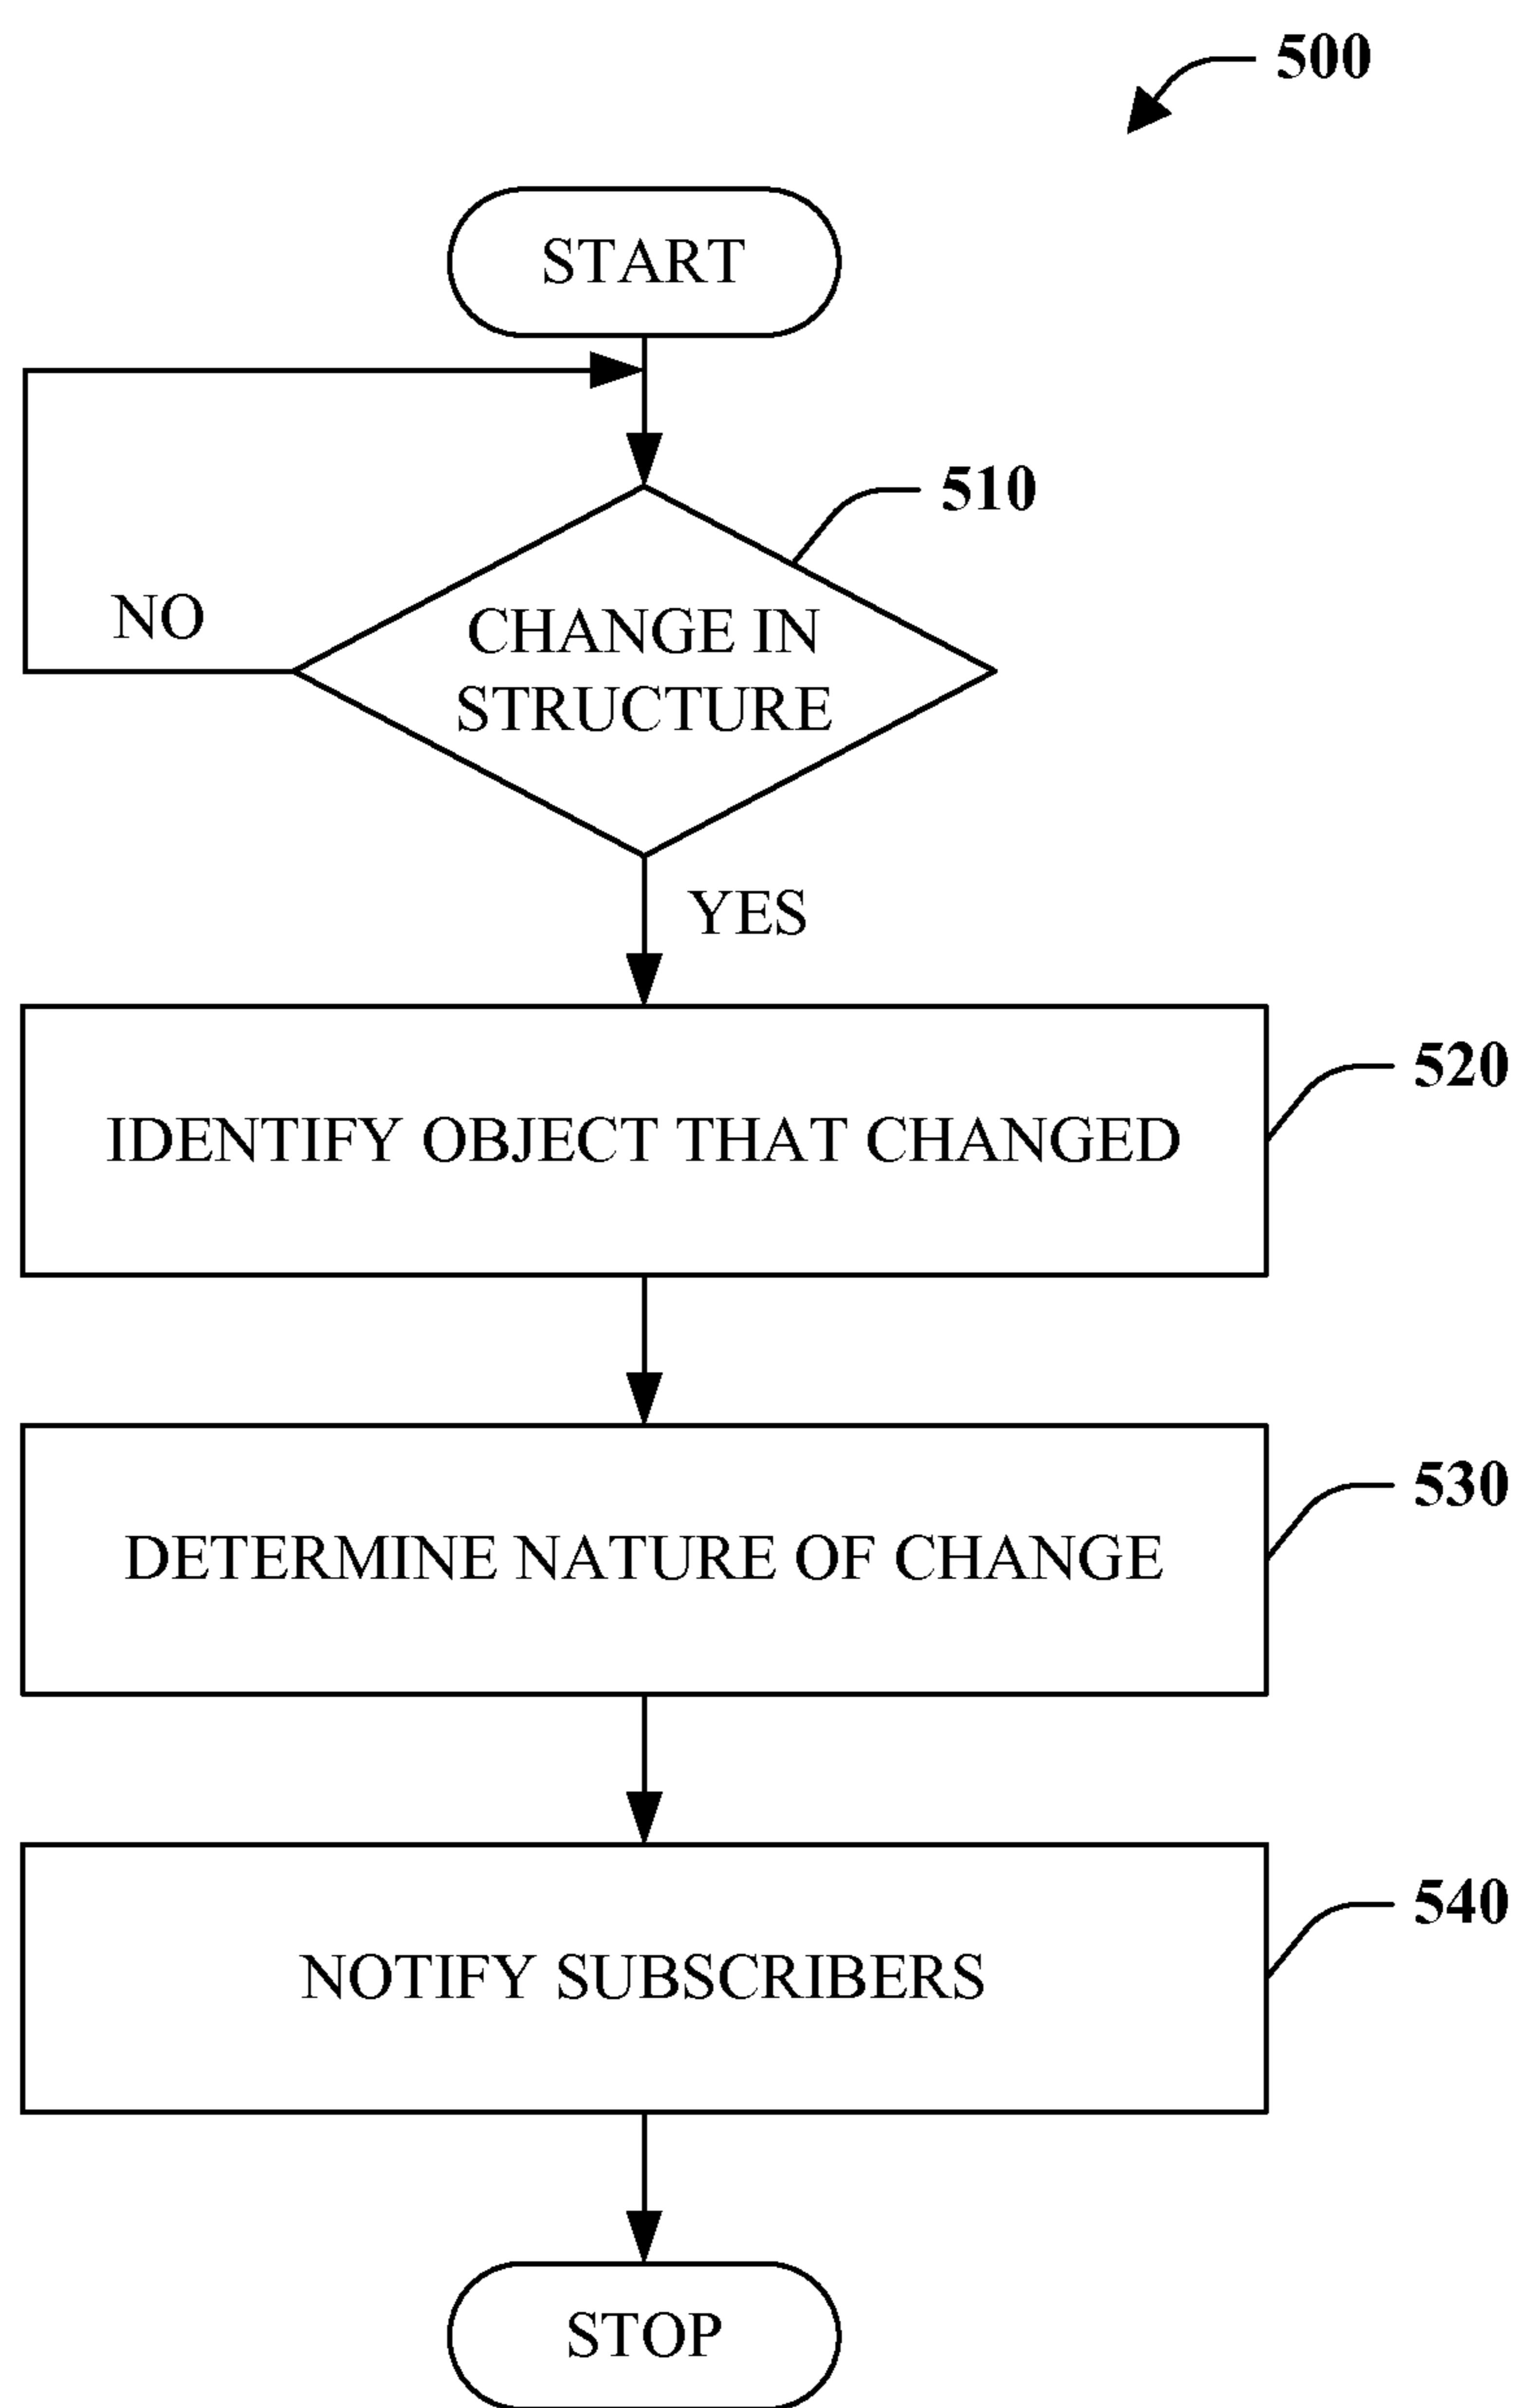 500
START
510
NO
CHANGE IN
STRUCTURE
YES
520
IDENTIFY OBJECT THAT CHANGED
530
DETERMINE NATURE OF CHANGE
540
NOTIFY SUBSCRIBERS
STOP